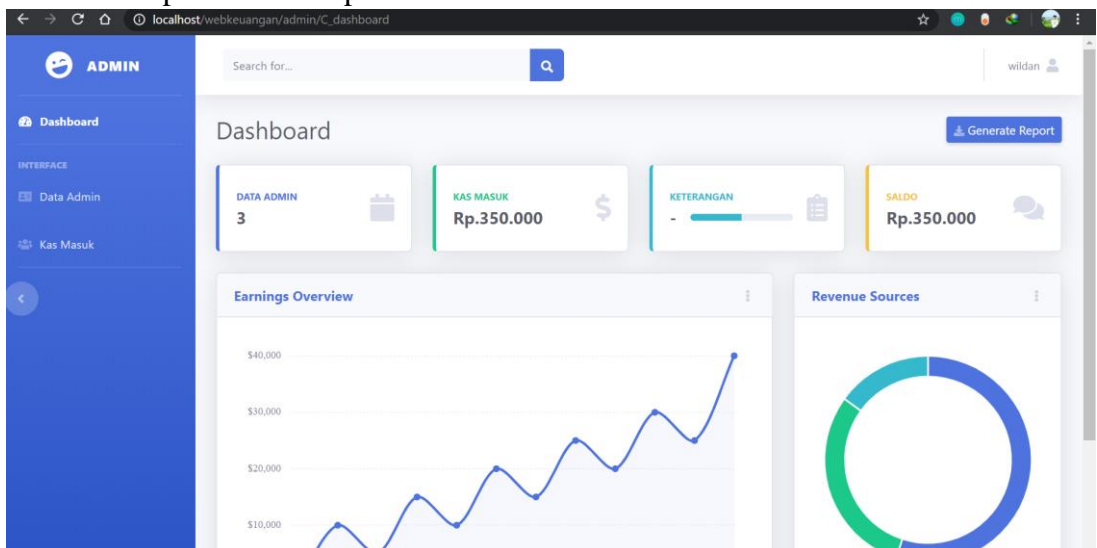 localhost/webkeuangan/admin/C_dashboard
ADMIN
Search for...
wildan
Dashboard
INTERFACE
Data Admin
Kas Masuk
Dashboard
Generate Report
DATA ADMIN
3
KAS MASUK
Rp.350.000
KETERANGAN
-
SALDO
Rp.350.000
Earnings Overview
$40,000
$30,000
$20,000
$10,000
Revenue Sources